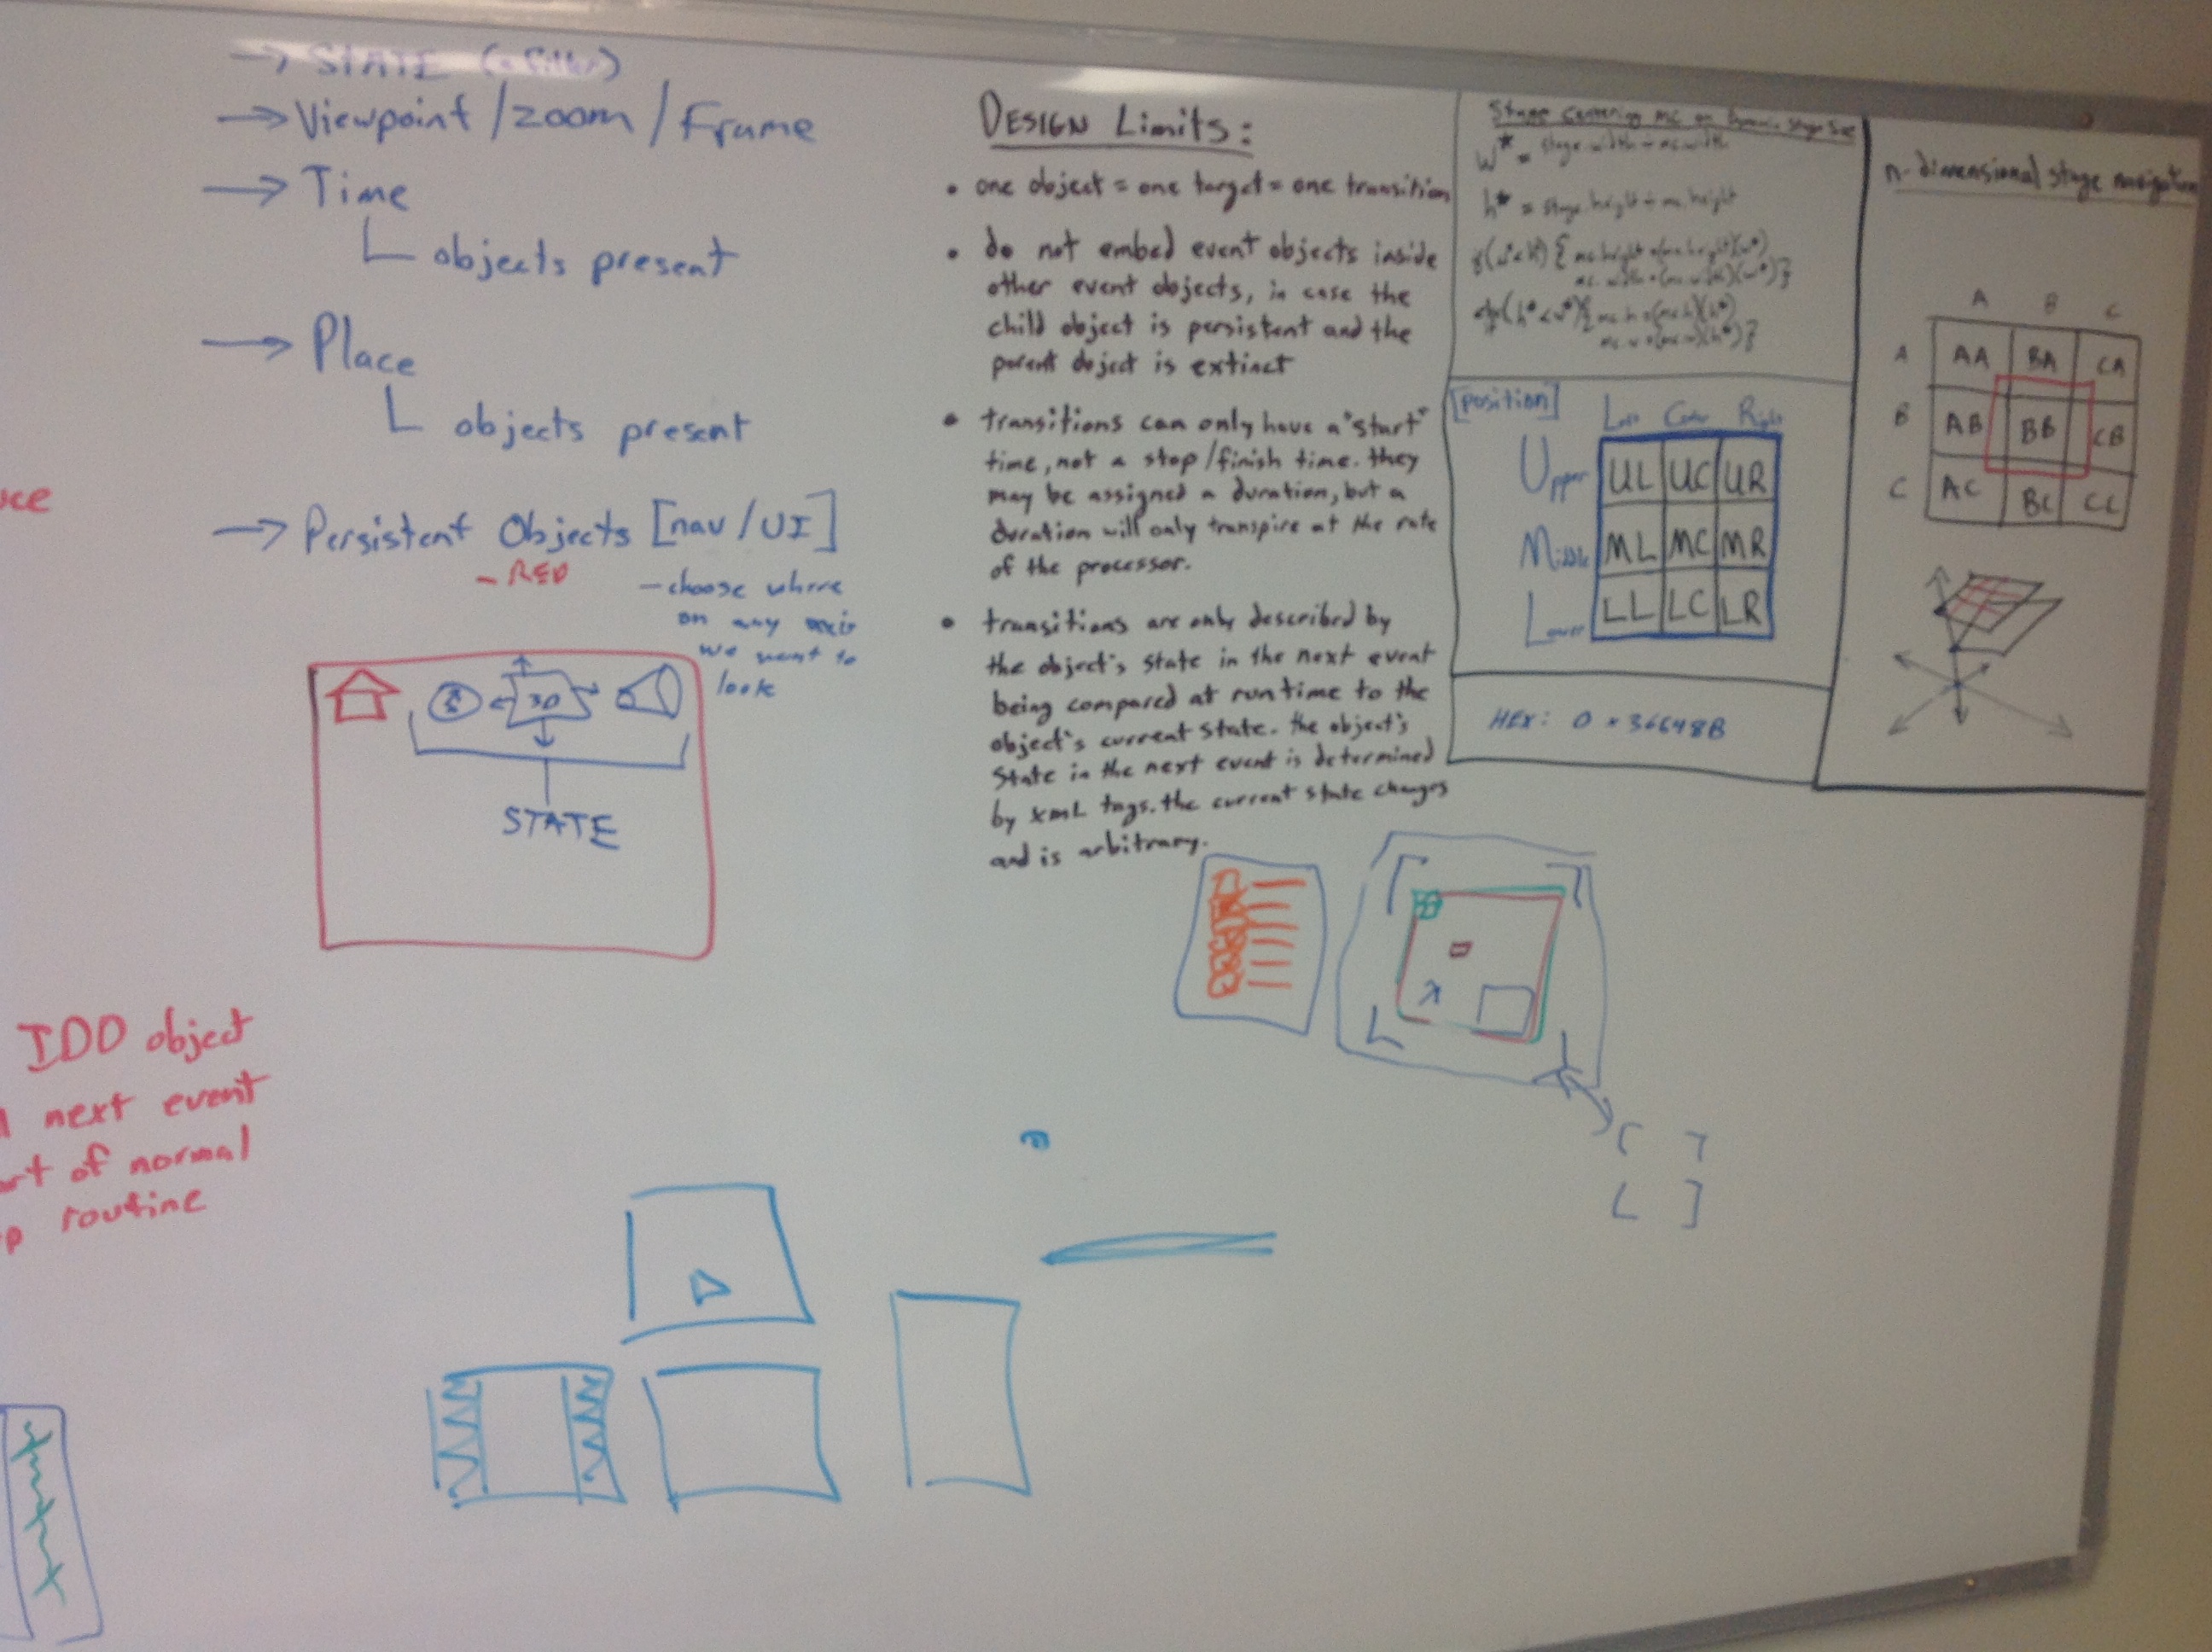 → STATE (a filter)
→ Viewpoint / zoom / Frame
→ Time
objects present
→ Place
objects present
→ Persistent Objects [nav / UI]
- RED
- choose where
on any axis
we want to
look
3D
STATE
IDD object
next event
of normal
routine
DESIGN Limits:
• one object = one target = one transition
• do not embed event objects inside
other event objects, in case the
child object is persistent and the
parent object is extinct
• transitions can only have a "start"
time, not a stop/finish time. they
may be assigned a duration, but a
duration will only transpire at the rate
of the processor.
• transitions are only described by
the object's state in the next event
being compared at runtime to the
object's current state. the object's
state in the next event is determined
by xmL tags. the current state changes
and is arbitrary.
Stage centering mc on Dynamic stage size
w* = stage.width ÷ mc.width
h* = stage.height ÷ mc.height
[position]
Left Center Right
Upper UL UC UR
Middle ML MC MR
Lower LL LC LR
HEX: 0x36648B
n-dimensional stage navigation
A B C
A AA BA CA
B AB BB CB
C AC BC CC